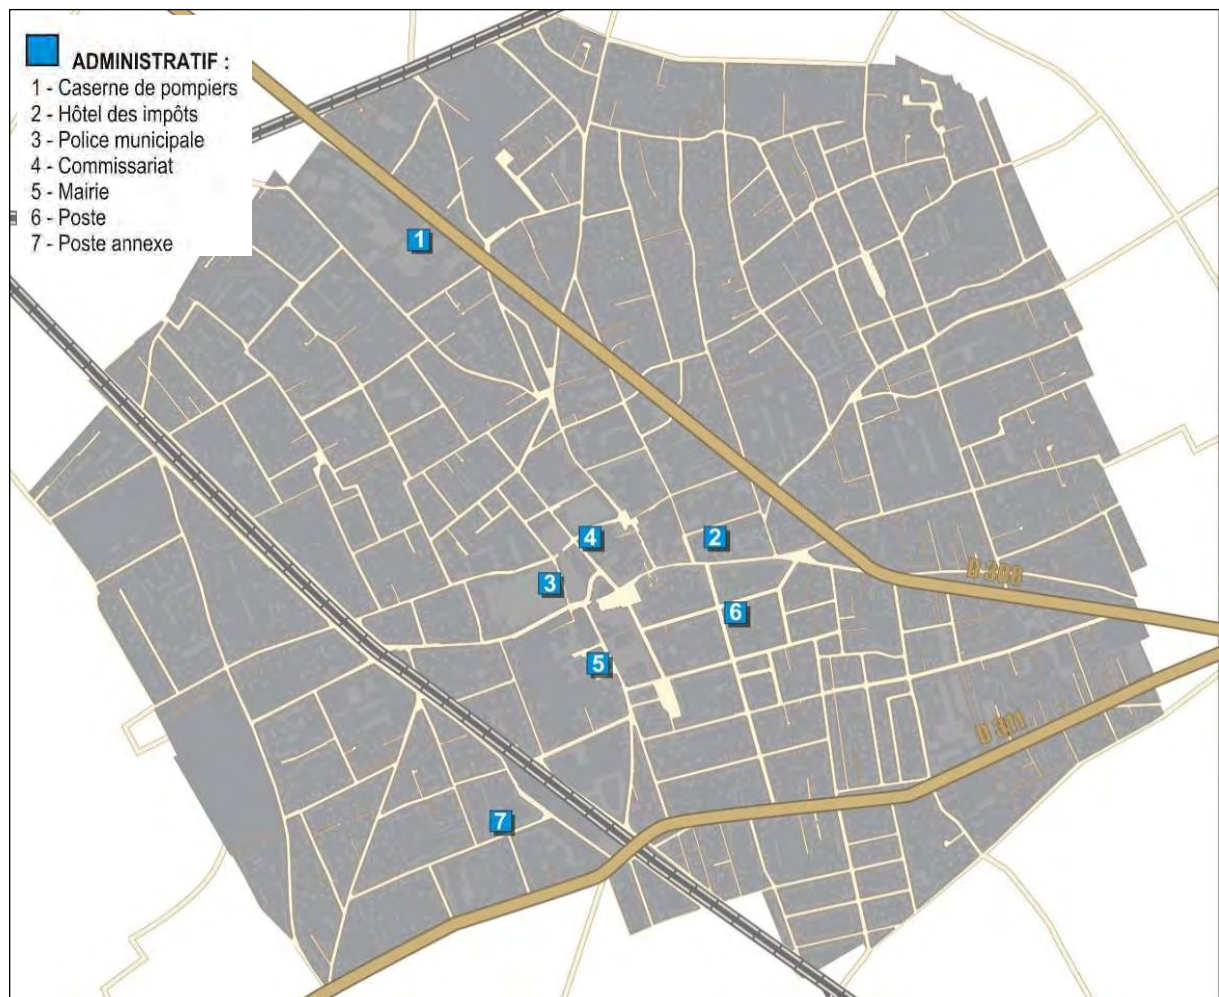 ADMINISTRATIF :
1 - Caserne de pompiers
2 - Hôtel des impôts
3 - Police municipale
4 - Commissariat
5 - Mairie
6 - Poste
7 - Poste annexe
1
4
2
3
6
5
7
D 308
D 311